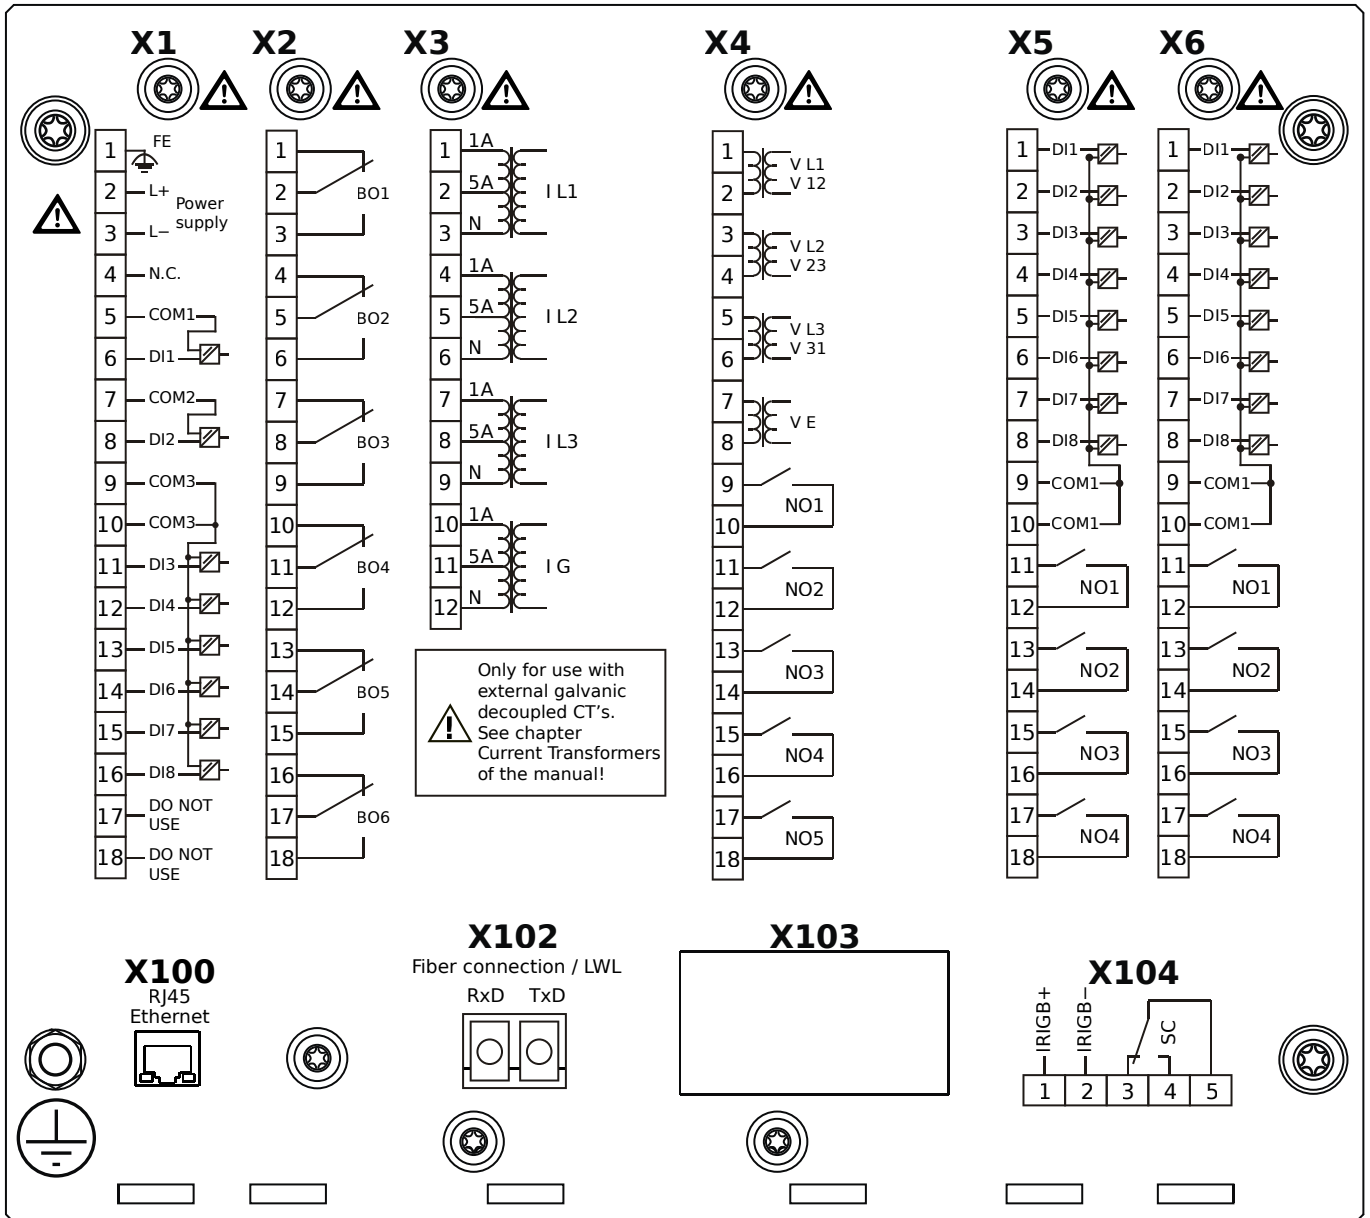 X1
X2
X3
X4
X5
X6
1 FE
2 L+
Power
supply
3 L−
4 N.C.
5 COM1
6 DI1
7 COM2
8 DI2
9 COM3
10 COM3
11 DI3
12 DI4
13 DI5
14 DI6
15 DI7
16 DI8
17 DO NOT
USE
18 DO NOT
USE
1
2 BO1
3
4
5 BO2
6
7
8 BO3
9
10
11 BO4
12
13
14 BO5
15
16
17 BO6
18
1 1A
2 5A I L1
3 N
4 1A
5 5A I L2
6 N
7 1A
8 5A I L3
9 N
10 1A
11 5A I G
12 N
Only for use with
external galvanic
decoupled CT's.
See chapter
Current Transformers
of the manual!
1 V L1
2 V 12
3 V L2
4 V 23
5 V L3
6 V 31
7 V E
8
9 NO1
10
11 NO2
12
13 NO3
14
15 NO4
16
17 NO5
18
1 DI1
2 DI2
3 DI3
4 DI4
5 DI5
6 DI6
7 DI7
8 DI8
9 COM1
10 COM1
11 NO1
12
13 NO2
14
15 NO3
16
17 NO4
18
1 DI1
2 DI2
3 DI3
4 DI4
5 DI5
6 DI6
7 DI7
8 DI8
9 COM1
10 COM1
11 NO1
12
13 NO2
14
15 NO3
16
17 NO4
18
X100
RJ45
Ethernet
X102
Fiber connection / LWL
RxD TxD
X103
X104
IRIGB+
IRIGB−
SC
1 2 3 4 5